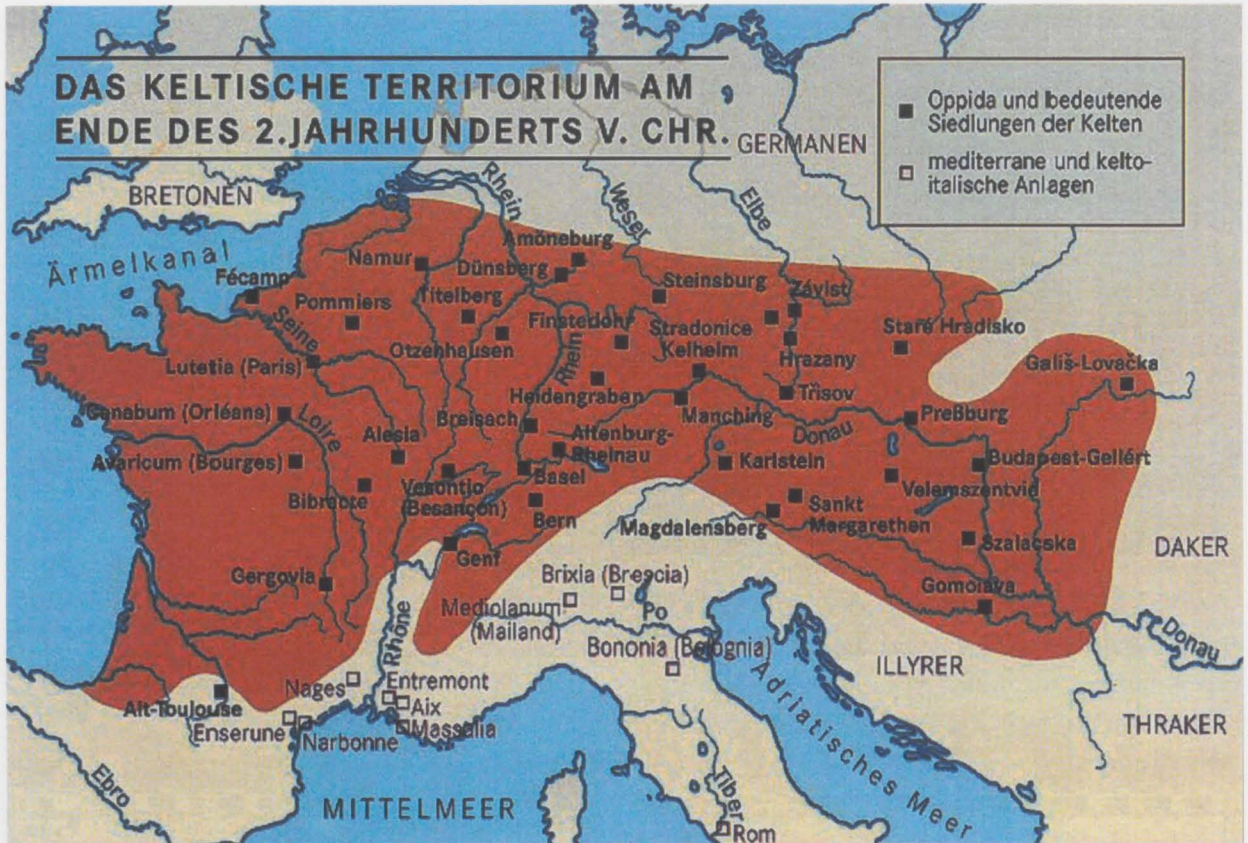 DAS KELTISCHE TERRITORIUM AM
ENDE DES 2.JAHRHUNDERTS V. CHR.
Oppida und bedeutende
Siedlungen der Kelten
mediterrane und kelto-
italische Anlagen
GERMANEN
BRETONEN
Rhein
Weser
Elbe
Ärmelkanal
Amöneburg
Namur
Dünsberg
Fécamp
Steinsburg
Závist
Pommiers
Titelberg
Finsterlohr
Stradonice
Staré Hradisko
Seine
Otzenhausen
Rhein
Kelheim
Hrazany
Gališ-Lovačka
Lutetia (Paris)
Heidengraben
Třísov
Cenabum (Orléans)
Loire
Breisach
Manching
Preßburg
Alesia
Altenburg-
Rheinau
Donau
Avaricum (Bourges)
Karlstein
Budapest-Gellért
Basel
Bibracte
Vesontio
(Besançon)
Velemszentvid
Bern
Sankt
Margarethen
Magdalensberg
Szalacska
Genf
DAKER
Gergovia
Brixia (Brescia)
Gomolava
Mediolanum
(Mailand)
Po
Rhône
Donau
Bononia (Bologna)
ILLYRER
Nages
Entremont
Alt-Toulouse
Aix
Adriatisches Meer
THRAKER
Enserune
Narbonne
Massalia
Ebro
MITTELMEER
Tiber
Rom